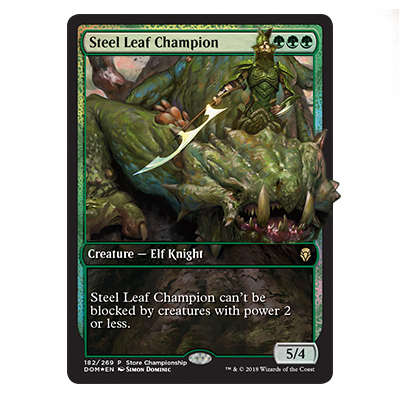 Steel Leaf Champion
Creature — Elf Knight
Steel Leaf Champion can't be
blocked by creatures with power 2
or less.
5/4
182/269 P Store Championship
DOM★EN Simon Dominic
™ & © 2018 Wizards of the Coast